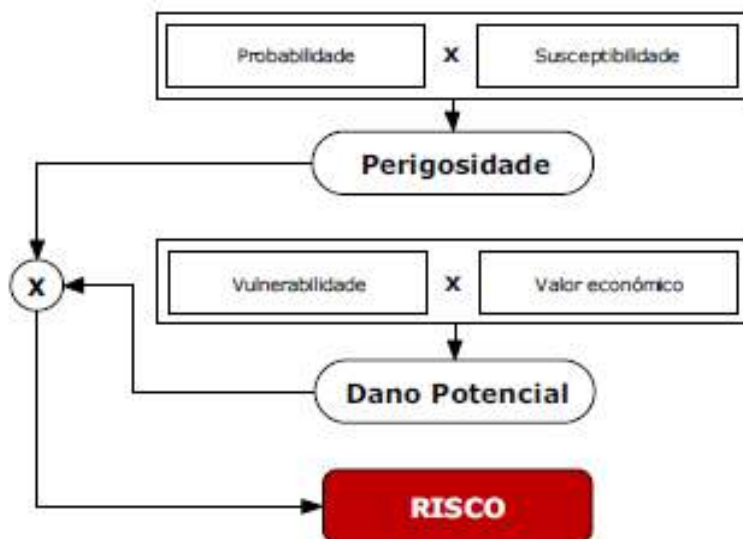 Probabilidade X Susceptibilidade
Perigosidade
X
Vulnerabilidade X Valor económico
Dano Potencial
RISCO